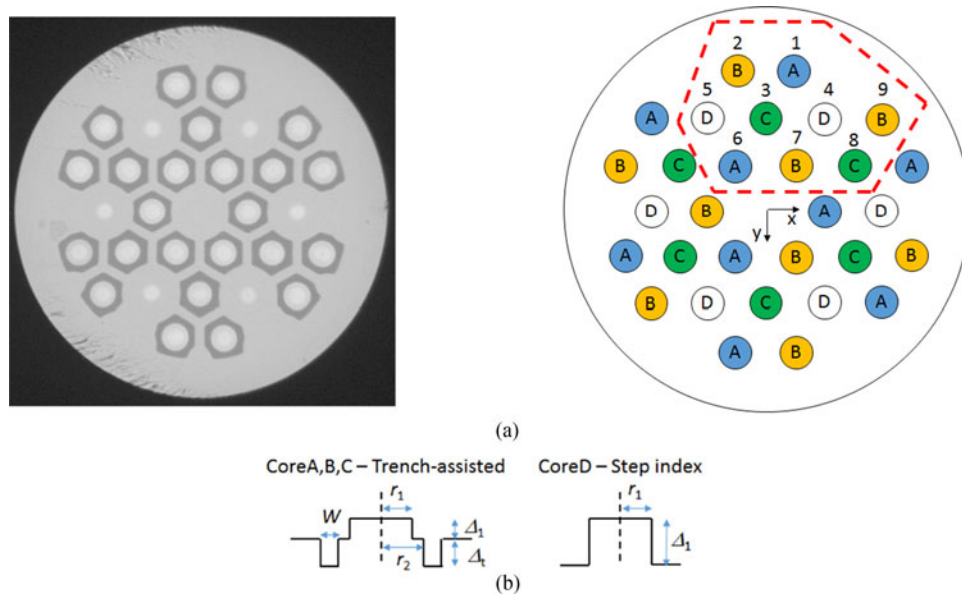 2 1
B A
5 3 4 9
A D C D B
6 7 8
B C A B C A
D B x A D
y
A C A B C B
B D C D A
A B
(a)
CoreA,B,C – Trench-assisted CoreD – Step index
r1 r1
W
Δ1 Δ1
r2 Δt
(b)